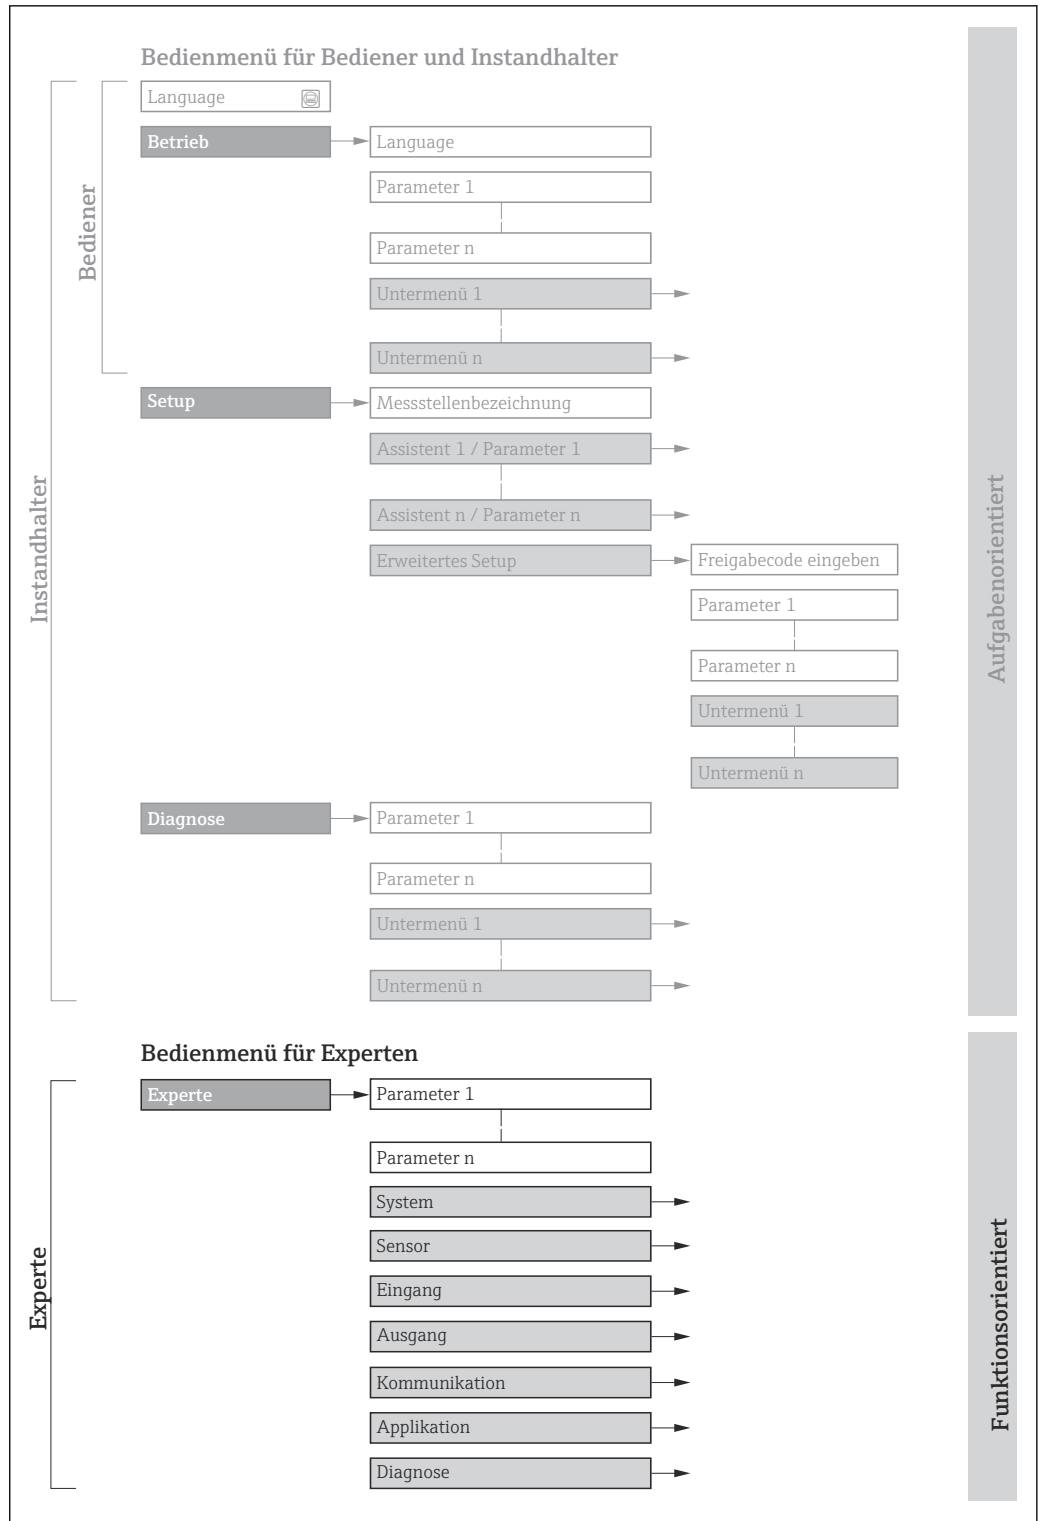 Bedienmenü für Bediener und Instandhalter
Language
Betrieb
Language
Parameter 1
Parameter n
Untermenü 1
Untermenü n
Bediener
Setup
Messstellenbezeichnung
Assistent 1 / Parameter 1
Assistent n / Parameter n
Erweitertes Setup
Freigabecode eingeben
Parameter 1
Parameter n
Untermenü 1
Untermenü n
Instandhalter
Aufgabenorientiert
Diagnose
Parameter 1
Parameter n
Untermenü 1
Untermenü n
Bedienmenü für Experten
Experte
Parameter 1
Parameter n
System
Sensor
Eingang
Ausgang
Kommunikation
Applikation
Diagnose
Experte
Funktionsorientiert